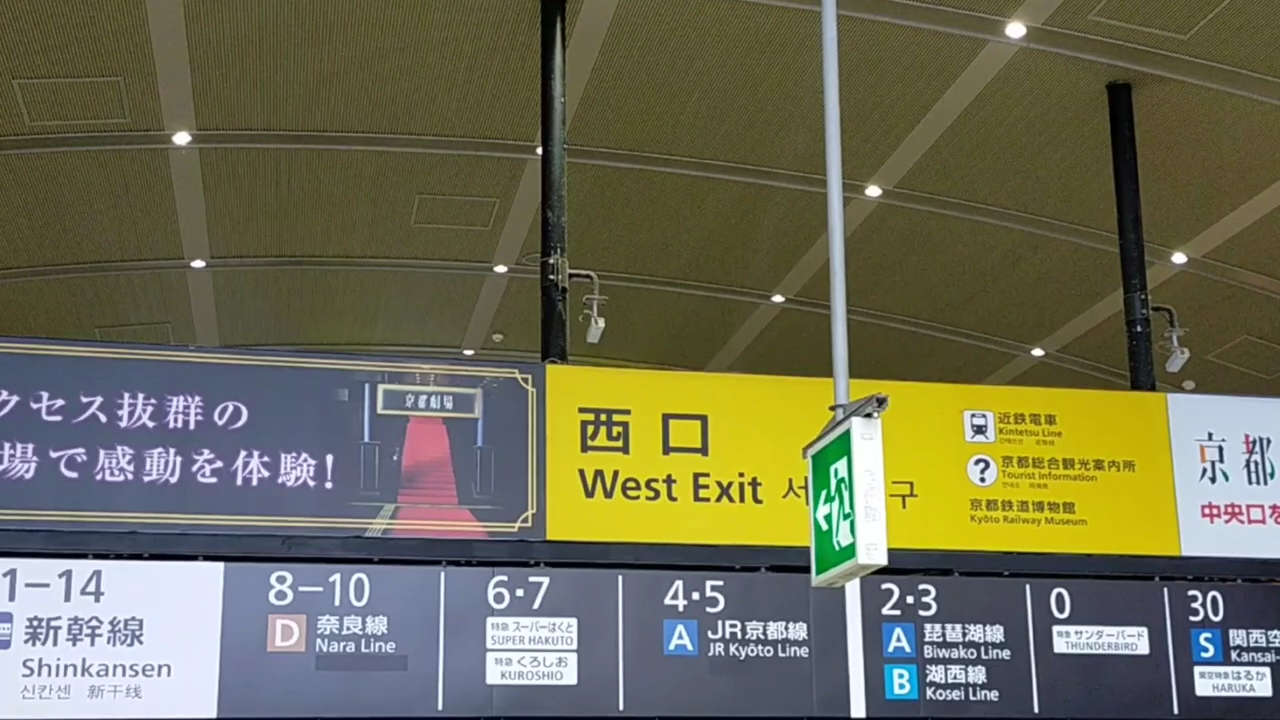 クセス抜群の
場で感動を体験!
京都劇場
西口
West Exit 서 구
近鉄電車
Kintetsu Line
京都総合観光案内所
Tourist Information
京都鉄道博物館
Kyōto Railway Museum
京都
中央口を
1-14
新幹線
Shinkansen
신칸센 新干线
8-10
D 奈良線
Nara Line
6・7
特急 スーパーはくと
SUPER HAKUTO
特急 くろしお
KUROSHIO
4・5
A JR京都線
JR Kyōto Line
2・3
A 琵琶湖線
Biwako Line
B 湖西線
Kosei Line
0
特急 サンダーバード
THUNDERBIRD
30
S 関西空
Kansai-
関空特急 はるか
HARUKA